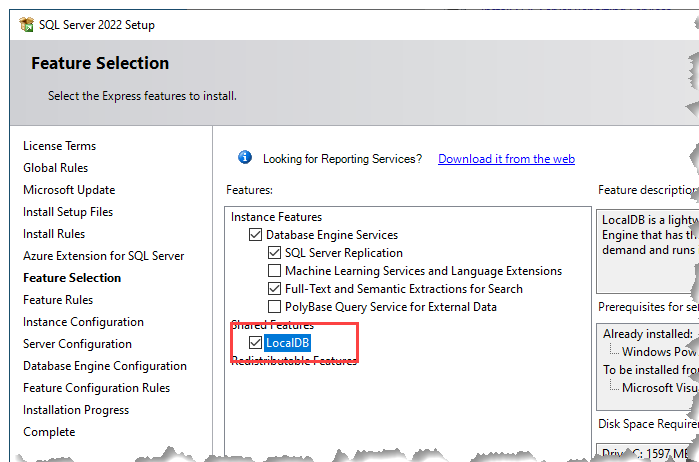 SQL Server 2022 Setup
Feature Selection
Select the Express features to install.
License Terms
Global Rules
Microsoft Update
Install Setup Files
Install Rules
Azure Extension for SQL Server
Feature Selection
Feature Rules
Instance Configuration
Server Configuration
Database Engine Configuration
Feature Configuration Rules
Installation Progress
Complete
Looking for Reporting Services? Download it from the web
Features:
Instance Features
Database Engine Services
SQL Server Replication
Machine Learning Services and Language Extensions
Full-Text and Semantic Extractions for Search
PolyBase Query Service for External Data
Shared Features
LocalDB
Redistributable Features
Feature description
LocalDB is a lightw
Engine that has th
demand and runs
Prerequisites for se
Already installed:
Windows Pow
To be installed fro
Microsoft Visu
Disk Space Requirer
Drive C: 1597 MB